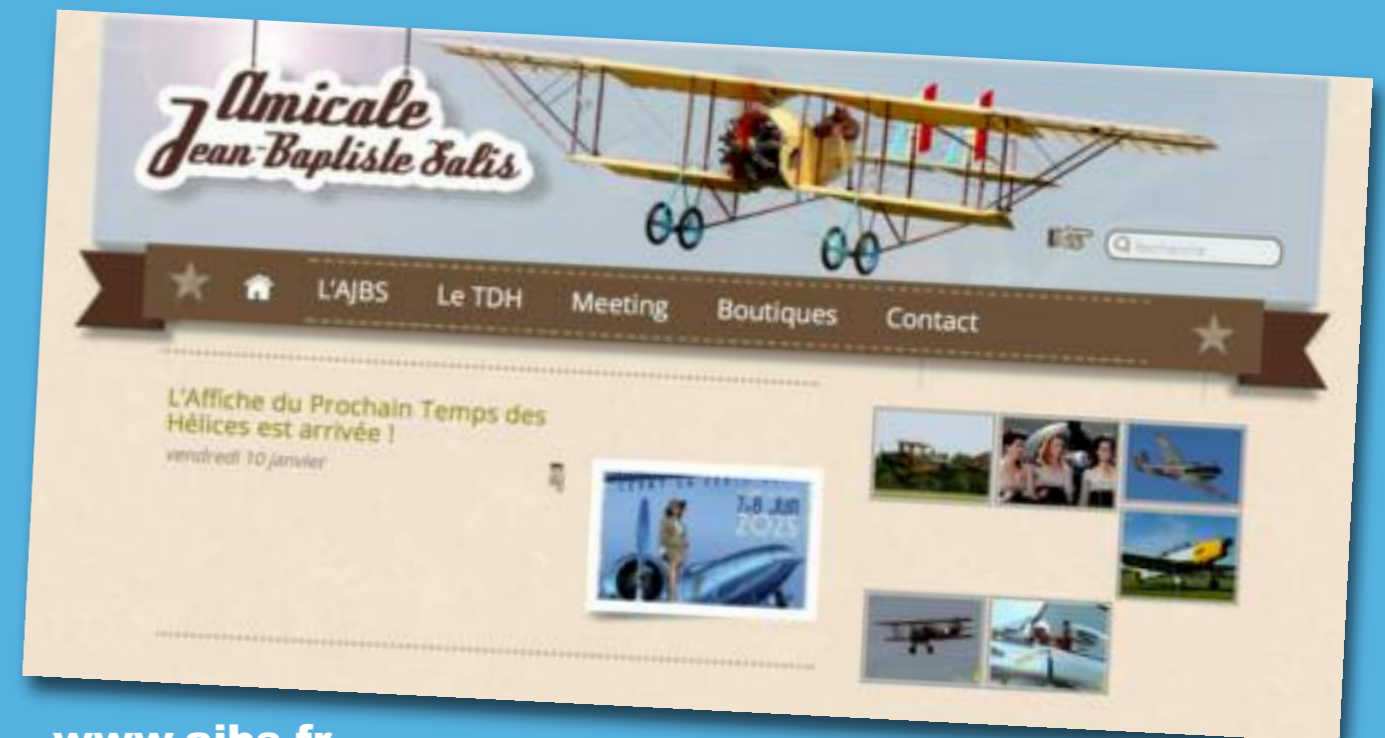 Amicale
Jean-Baptiste Salis
Recherche
L'AJBS
Le TDH
Meeting
Boutiques
Contact
L'Affiche du Prochain Temps des
Hélices est arrivée !
vendredi 10 janvier
7-8 JUIN
2025
www.ajbs.fr